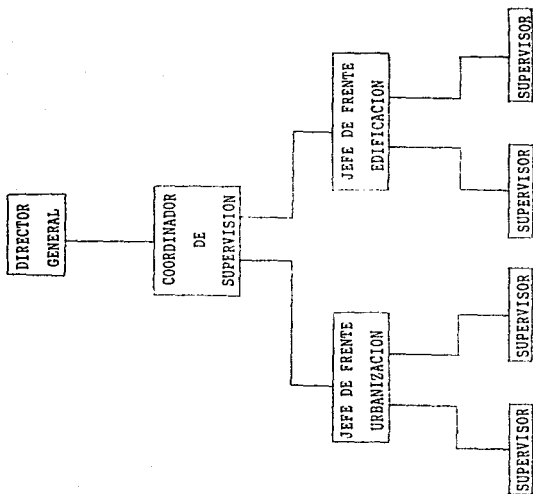 DIRECTOR
GENERAL
COORDINADOR
DE
SUPERVISION
JEFE DE FRENTE
URBANIZACION
JEFE DE FRENTE
EDIFICACION
SUPERVISOR
SUPERVISOR
SUPERVISOR
SUPERVISOR